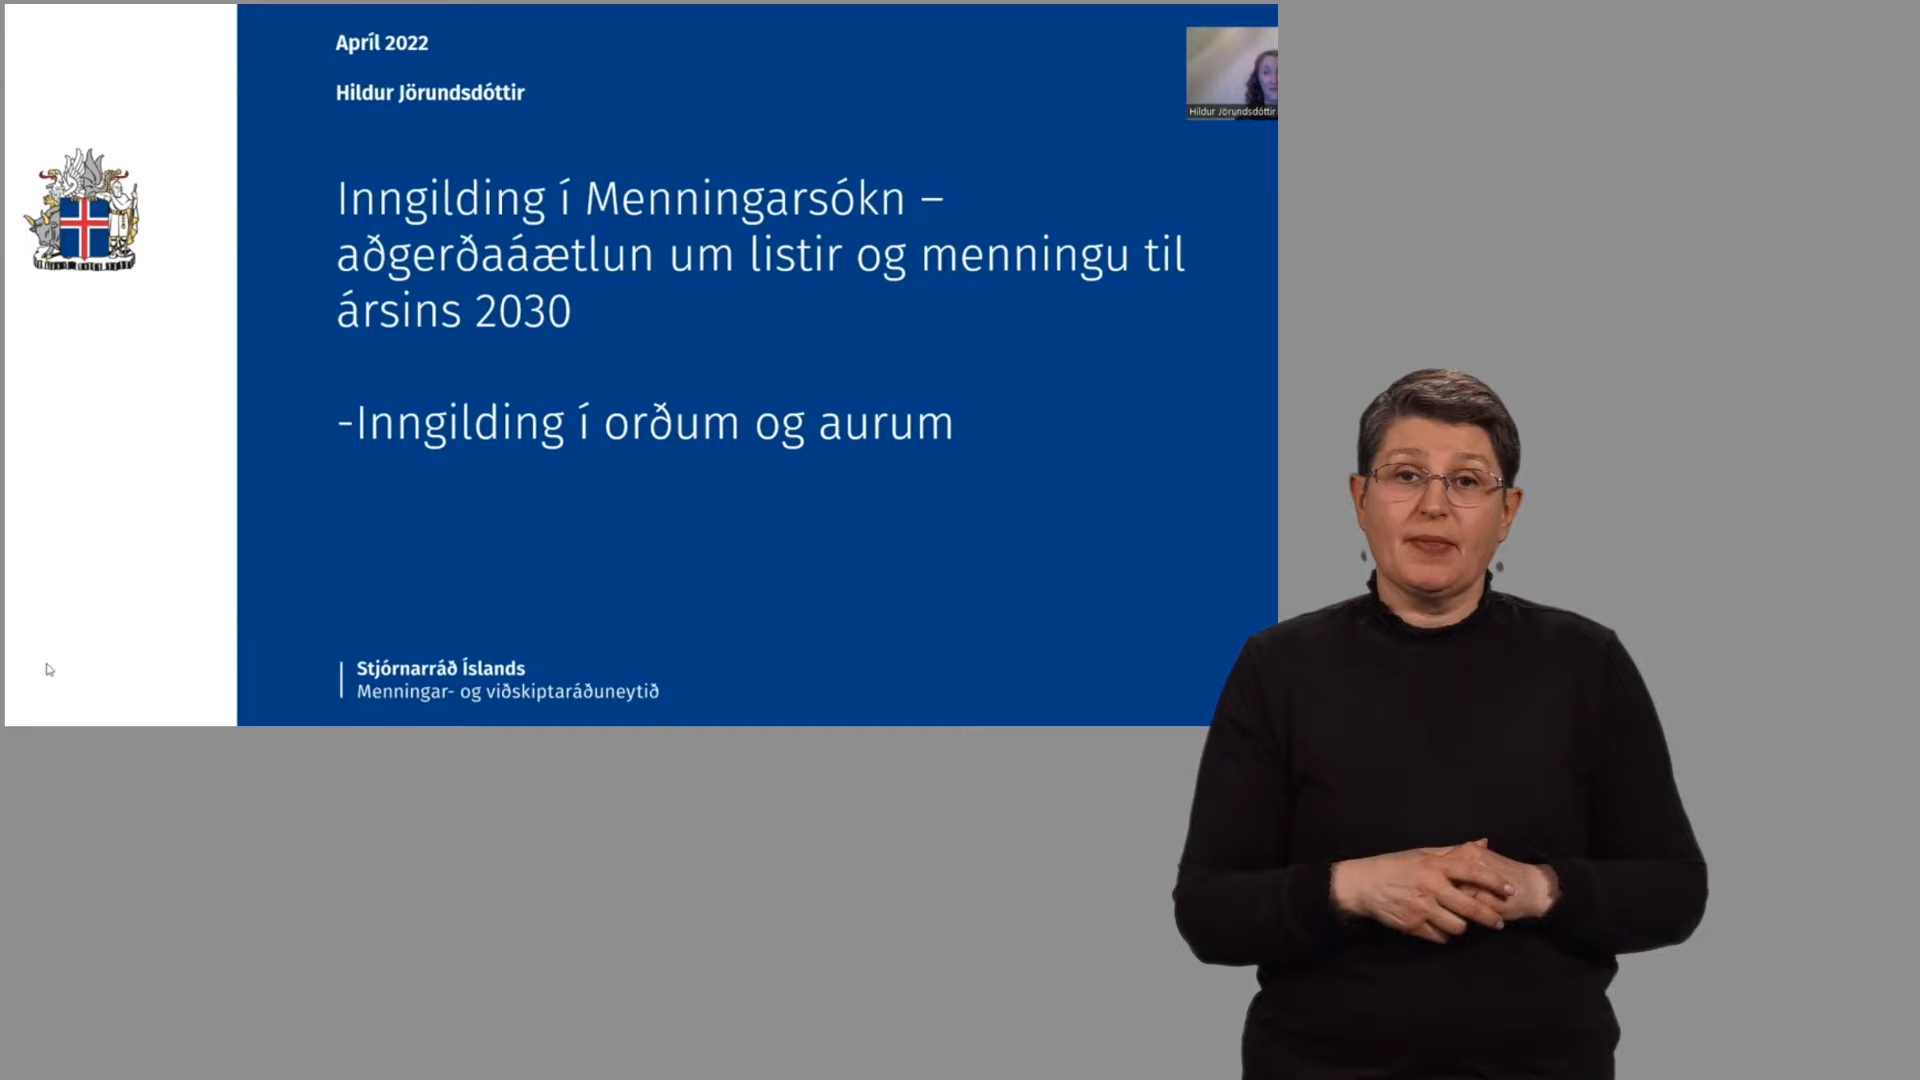 Apríl 2022
Hildur Jörundsdóttir
Hildur Jörundsdóttir
Inngilding í Menningarsókn –
aðgerðaáætlun um listir og menningu til
ársins 2030
-Inngilding í orðum og aurum
Stjórnarráð Íslands
Menningar- og viðskiptaráðuneytið